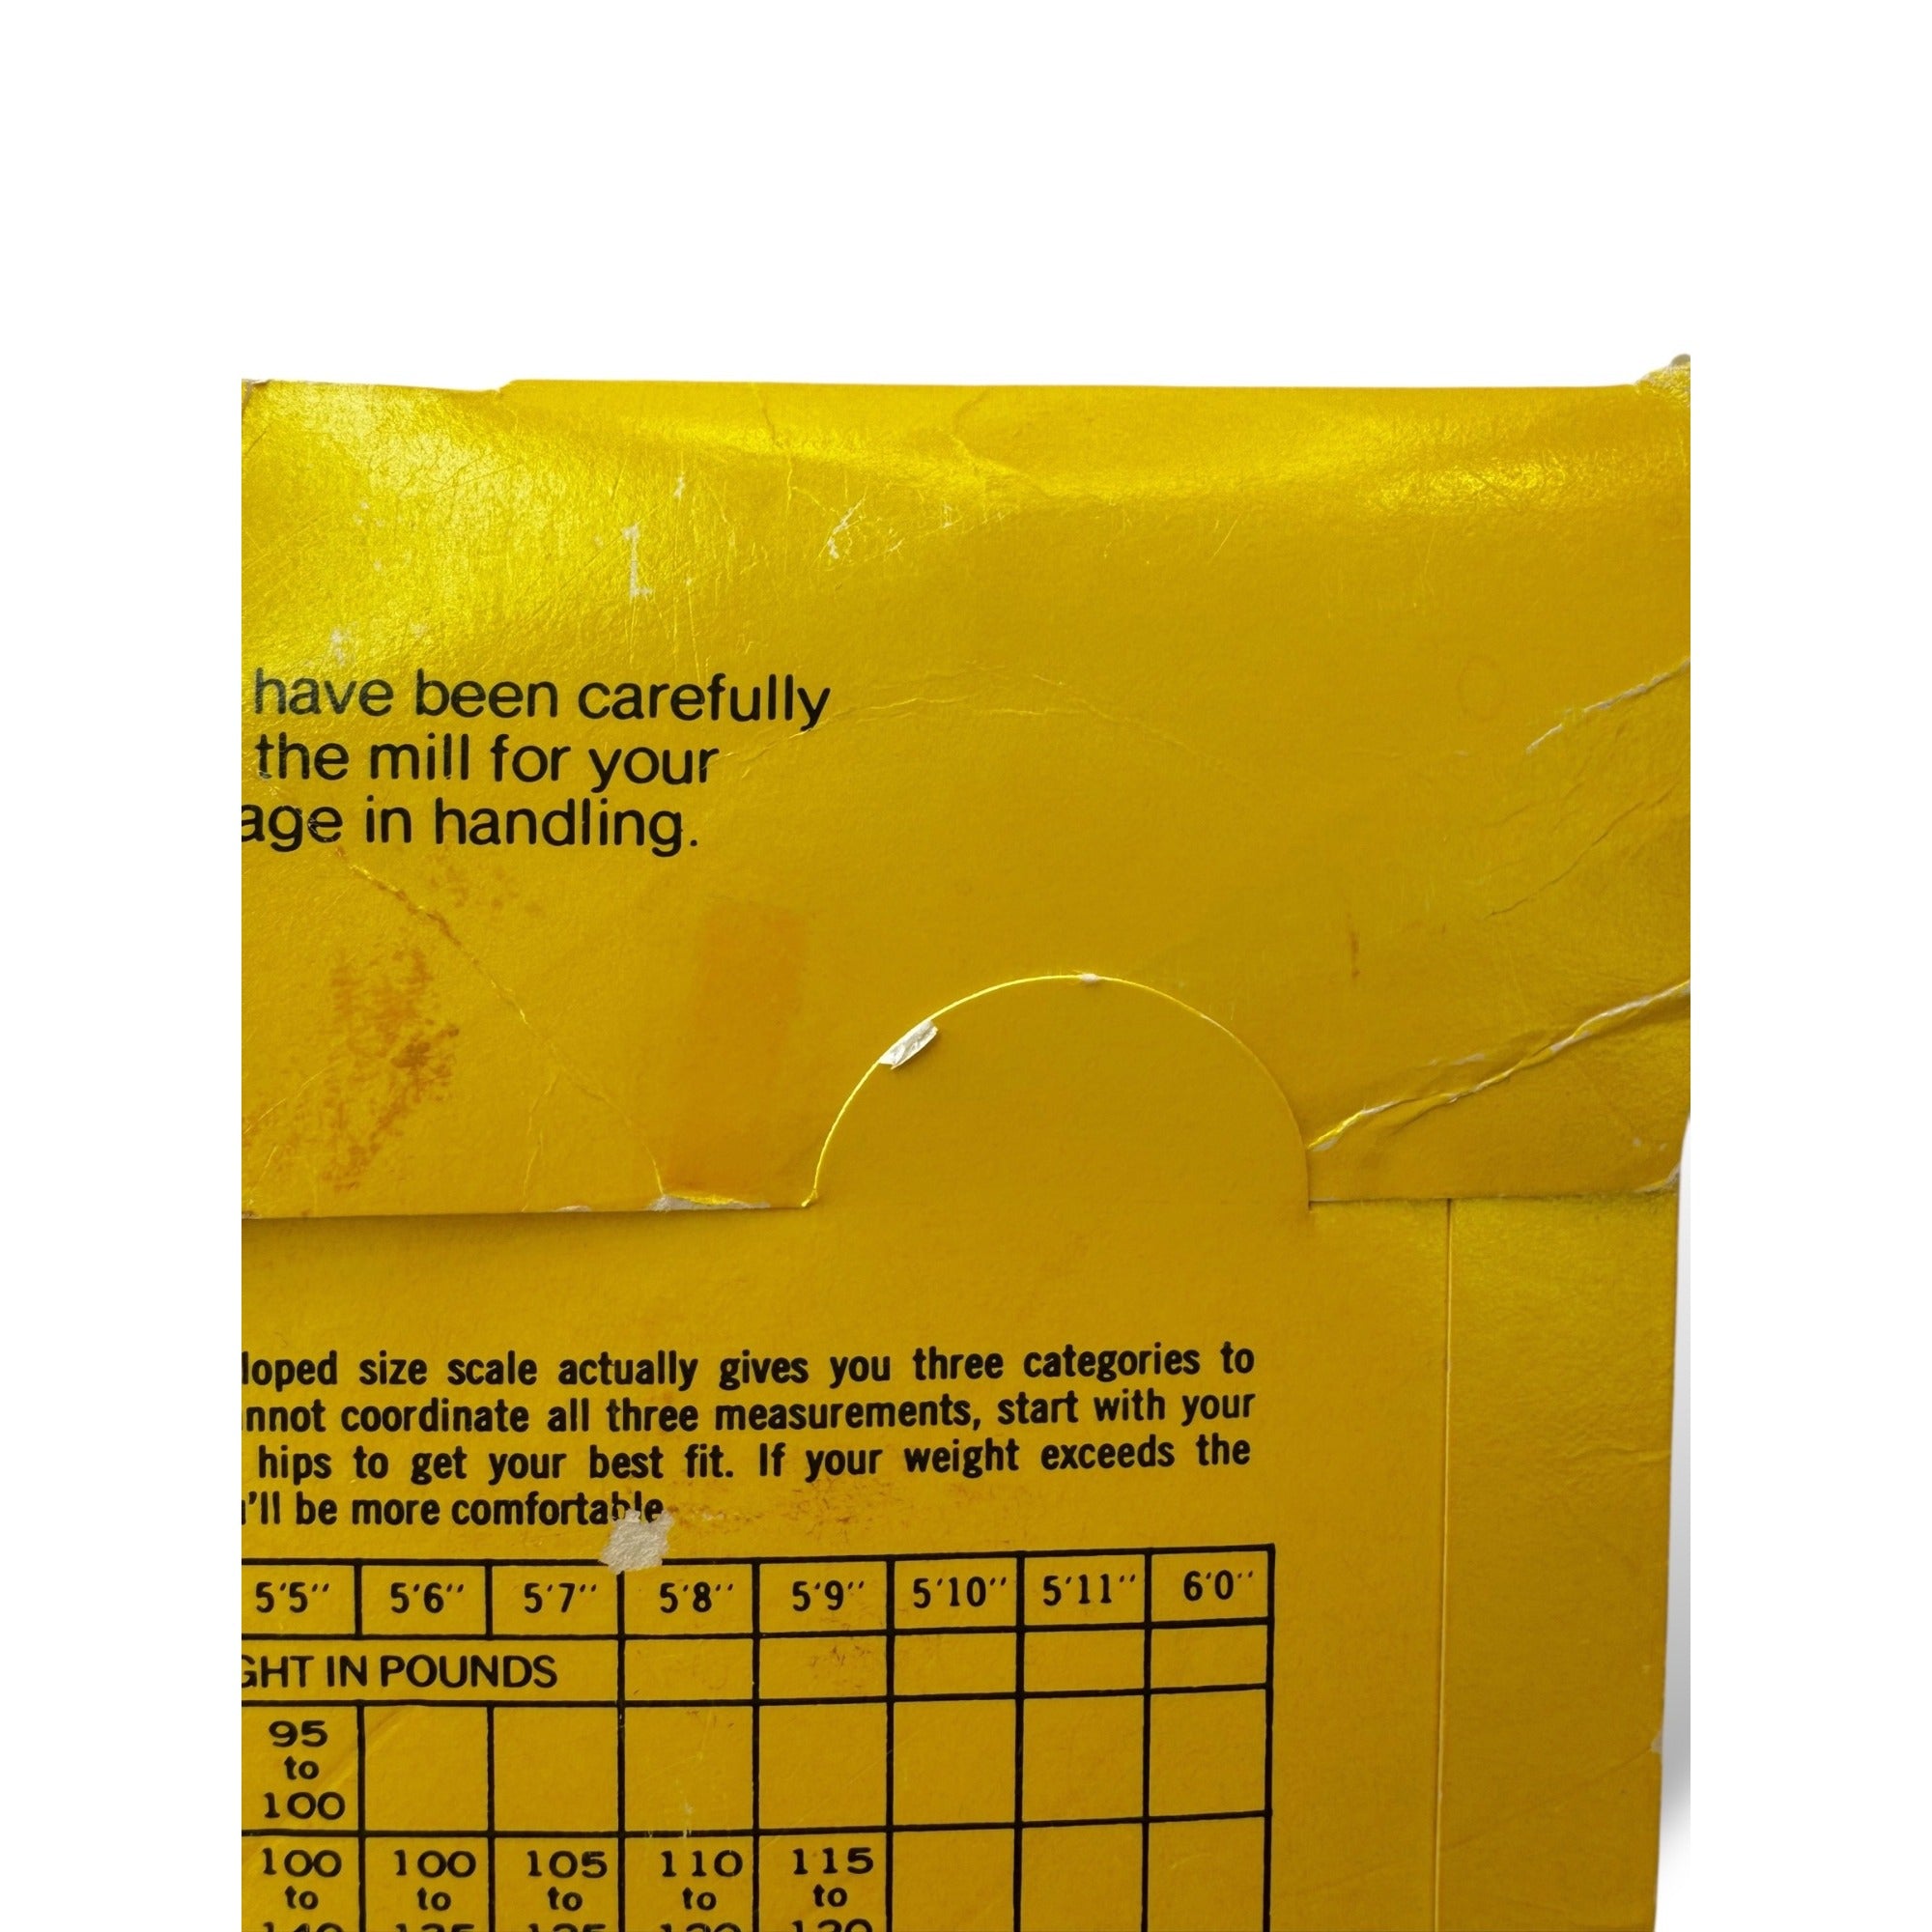 have been carefully
the mill for your
age in handling.
loped size scale actually gives you three categories to
nnot coordinate all three measurements, start with your
hips to get your best fit. If your weight exceeds the
'll be more comfortable
5'5'' 5'6'' 5'7'' 5'8'' 5'9'' 5'10'' 5'11'' 6'0''
GHT IN POUNDS
95
to
100
100 100 105 110 115
to to to to to